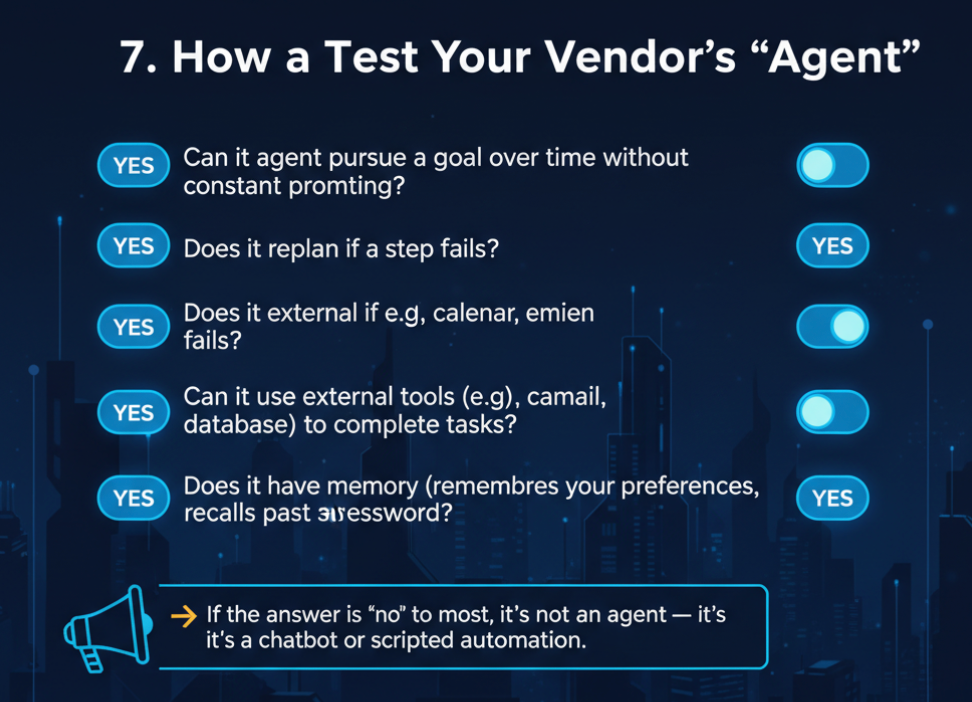 7. How a Test Your Vendor's “Agent”
YES Can it agent pursue a goal over time without
constant promting?
YES Does it replan if a step fails? YES
YES Does it external if e.g, calenar, emien
fails?
YES Can it use external tools (e.g), camail,
database) to complete tasks?
YES Does it have memory (remembres your preferences, YES
recalls past
→ If the answer is “no” to most, it's not an agent — it's
it's a chatbot or scripted automation.